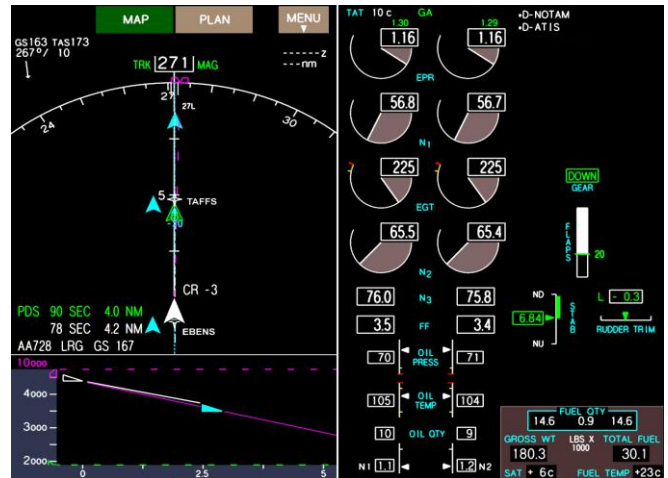 MAP PLAN MENU
GS163 TAS173
267°/ 10
TRK 271 MAG
-----z
---nm
24 27 30
27L
5 TAFFS
-10
CR -3
PDS 90 SEC 4.0 NM
78 SEC 4.2 NM
EBENS
AA728 LRG GS 167
10000
4000
2000
0 2.5 5
TAT 10 c GA
1.30 1.29
1.16 1.16
EPR
56.8 56.7
N1
225 225
EGT
65.5 65.4
N2
76.0 N3 75.8
3.5 FF 3.4
70 OIL PRESS 71
105 OIL TEMP 104
10 OIL QTY 9
N1 1.1 1.2 N2
*D-NOTAM
*D-ATIS
DOWN
GEAR
FLAPS
20
ND
6.84 STAB
NU
L - 0.3
RUDDER TRIM
FUEL QTY
14.6 0.9 14.6
GROSS WT LBS X 1000 TOTAL FUEL
180.3 30.1
SAT + 6c FUEL TEMP +23c